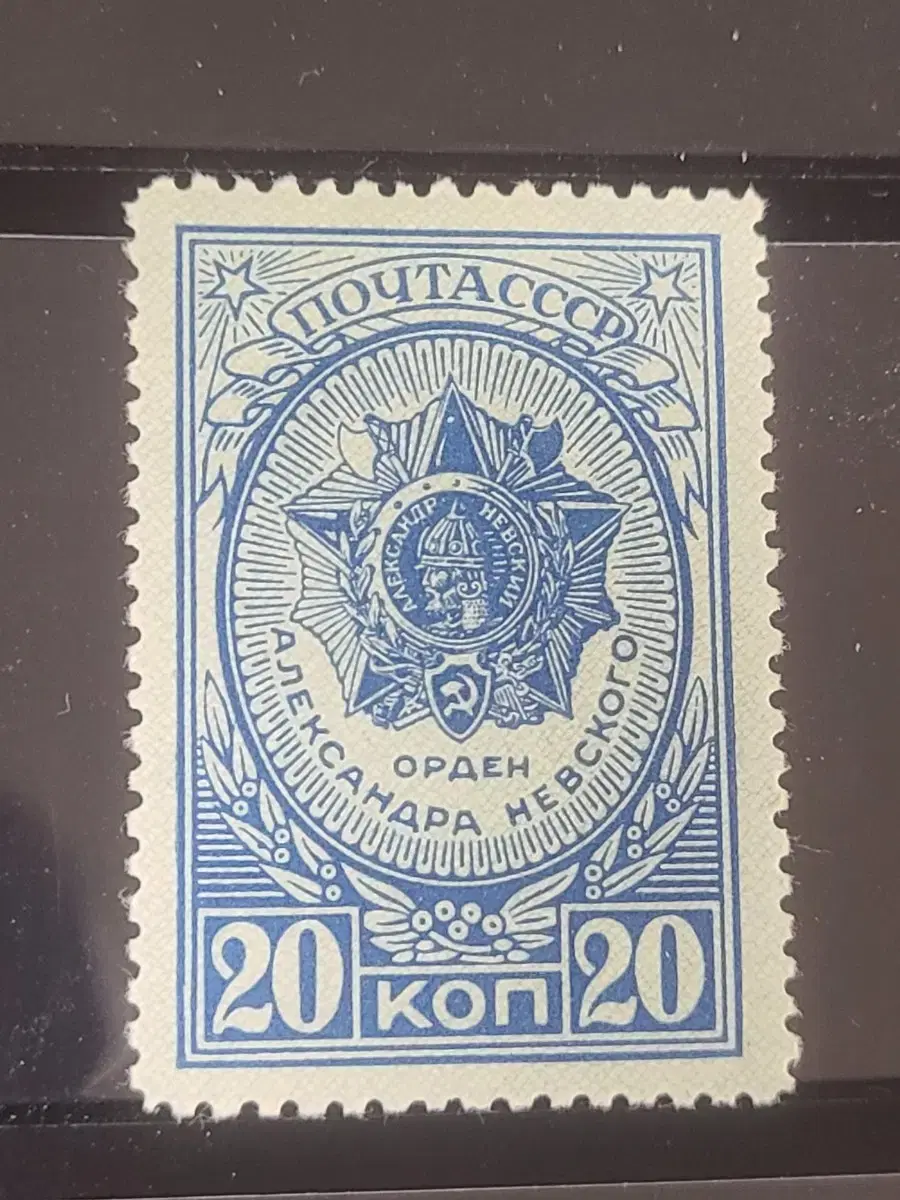 ПОЧТА СССР
АЛЕКСАНДР НЕВСКИЙ
ОРДЕН
АЛЕКСАНДРА НЕВСКОГО
20 КОП 20